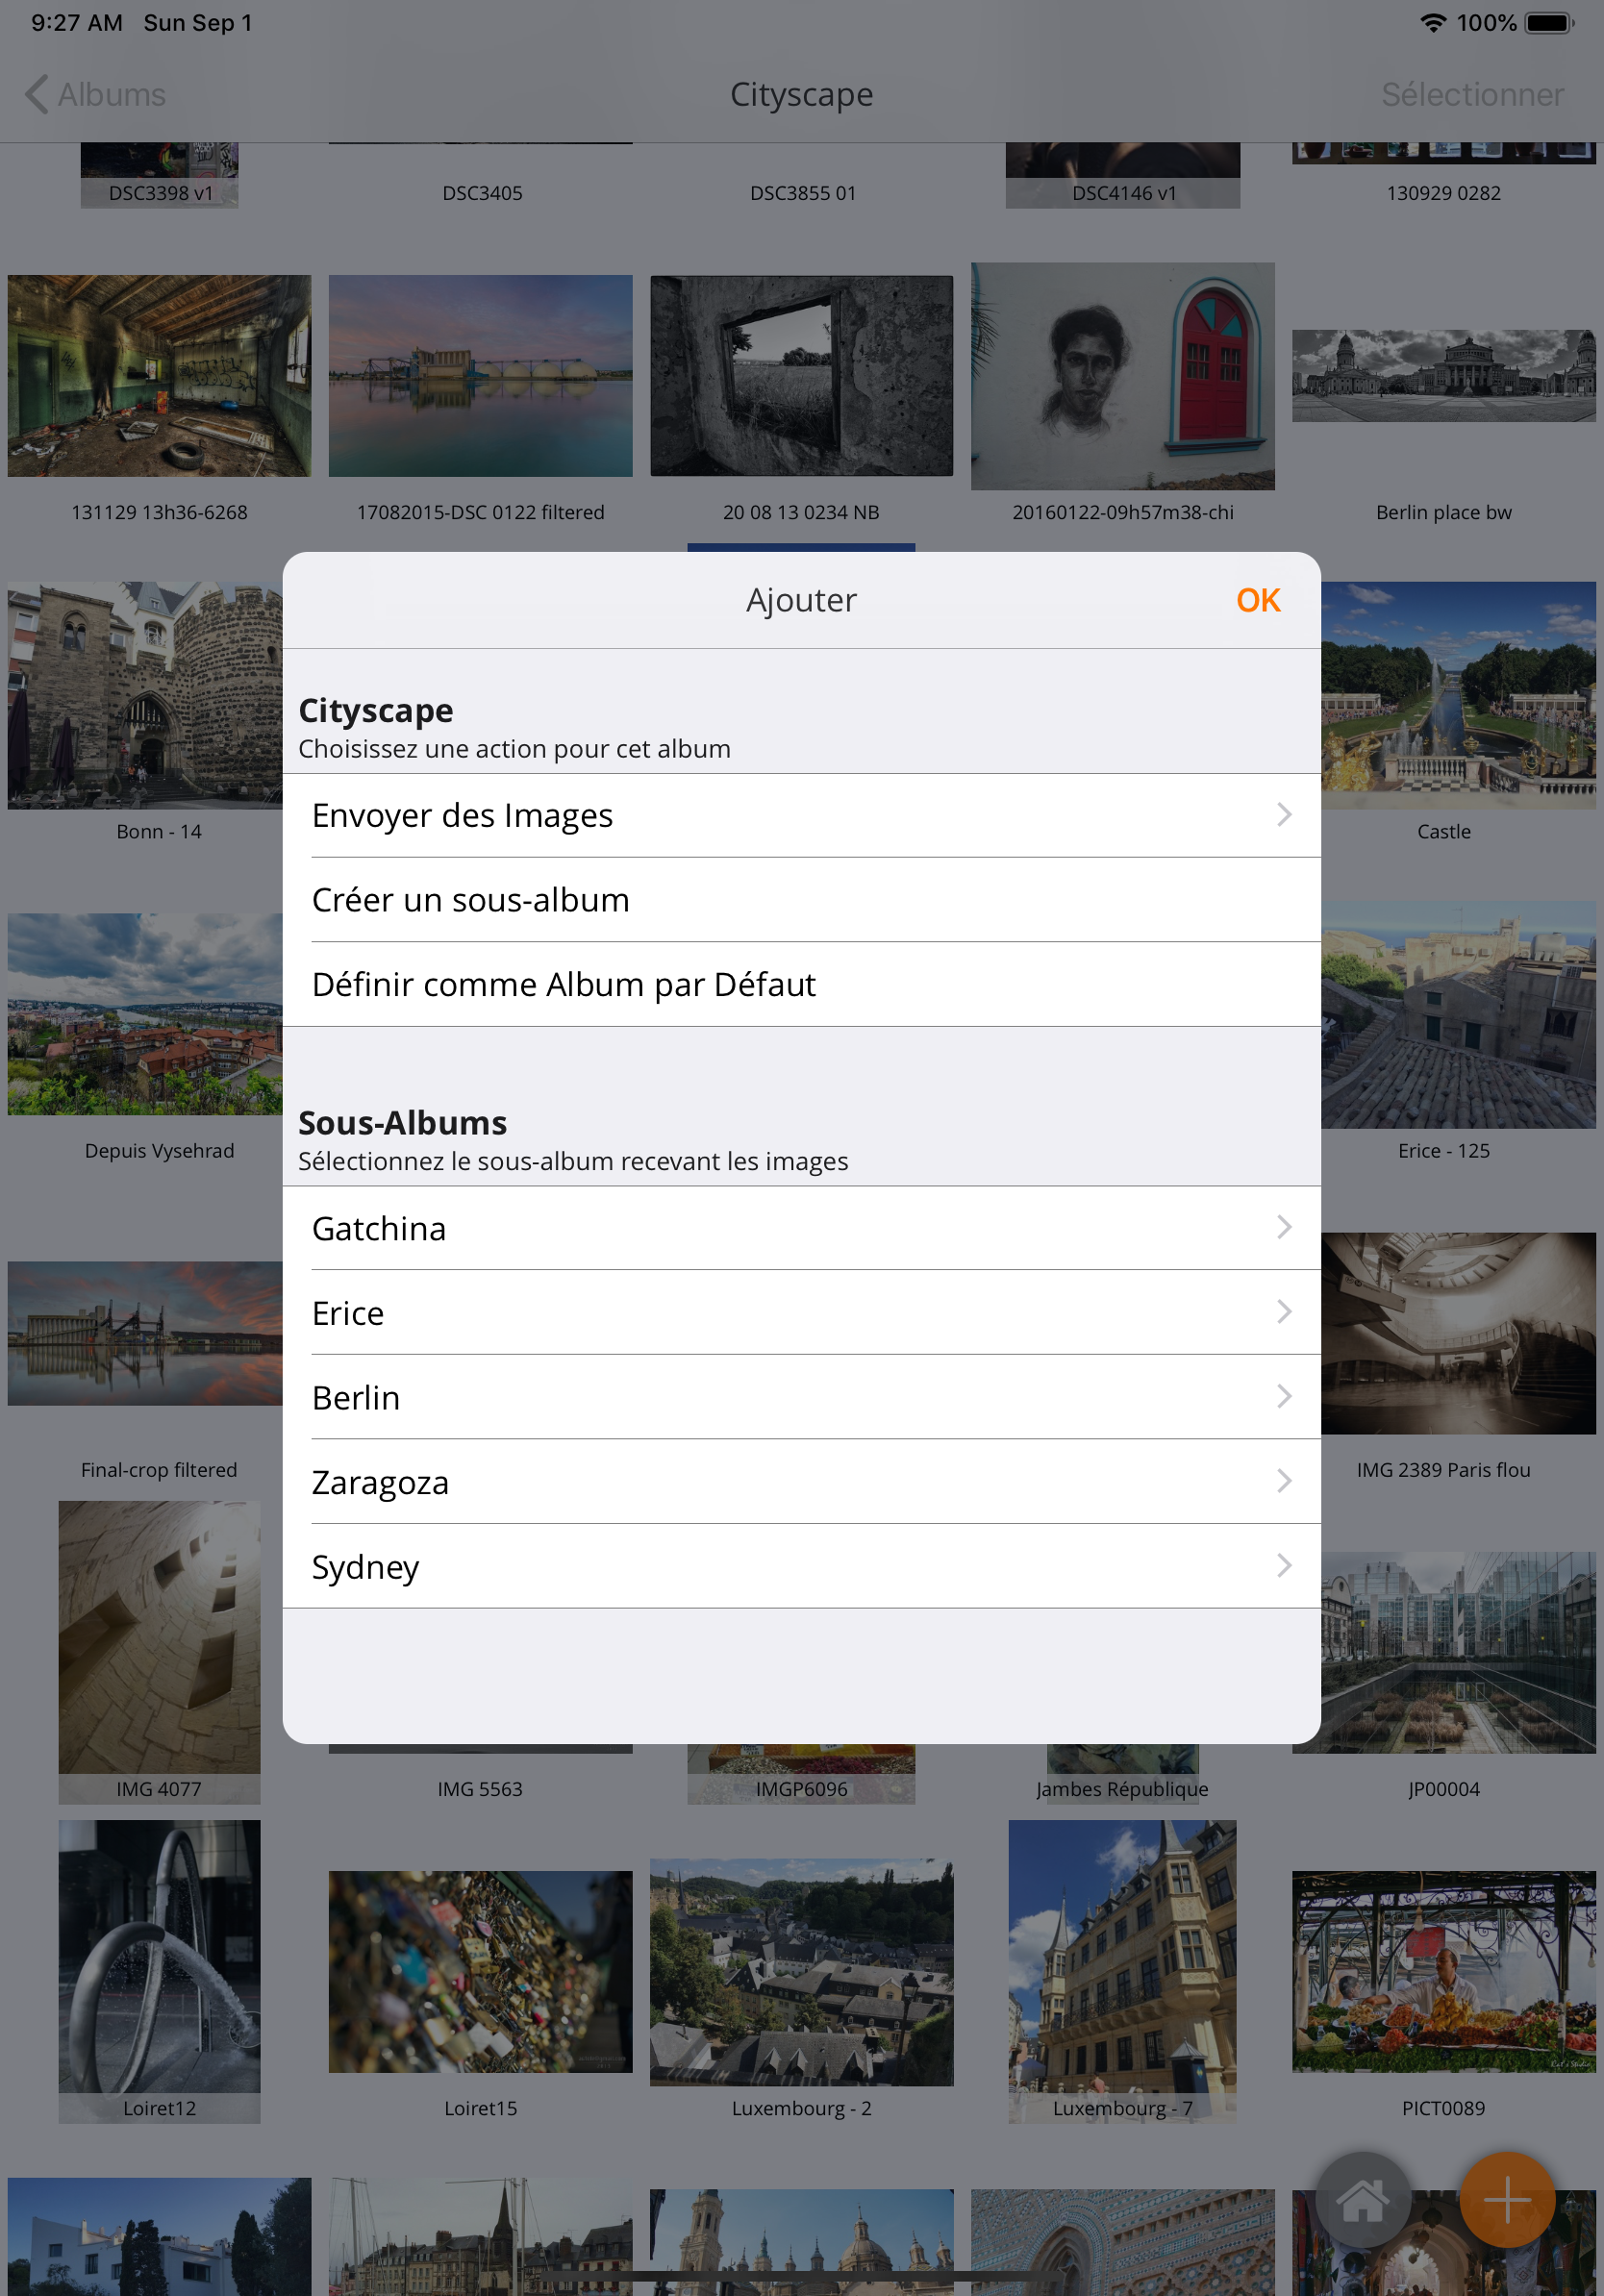 9:27 AM Sun Sep 1 100%
Albums Cityscape Sélectionner
DSC3398 v1 DSC3405 DSC3855 01 DSC4146 v1 130929 0282
131129 13h36-6268 17082015-DSC 0122 filtered 20 08 13 0234 NB 20160122-09h57m38-chi Berlin place bw
Ajouter OK
Cityscape
Choisissez une action pour cet album
Envoyer des Images
Bonn - 14 Castle
Créer un sous-album
Définir comme Album par Défaut
Sous-Albums
Depuis Vysehrad Erice - 125
Sélectionnez le sous-album recevant les images
Gatchina
Erice
Berlin
Final-crop filtered IMG 2389 Paris flou
Zaragoza
Sydney
IMG 4077 IMG 5563 IMGP6096 Jambes République JP00004
Loiret12 Loiret15 Luxembourg - 2 Luxembourg - 7 PICT0089